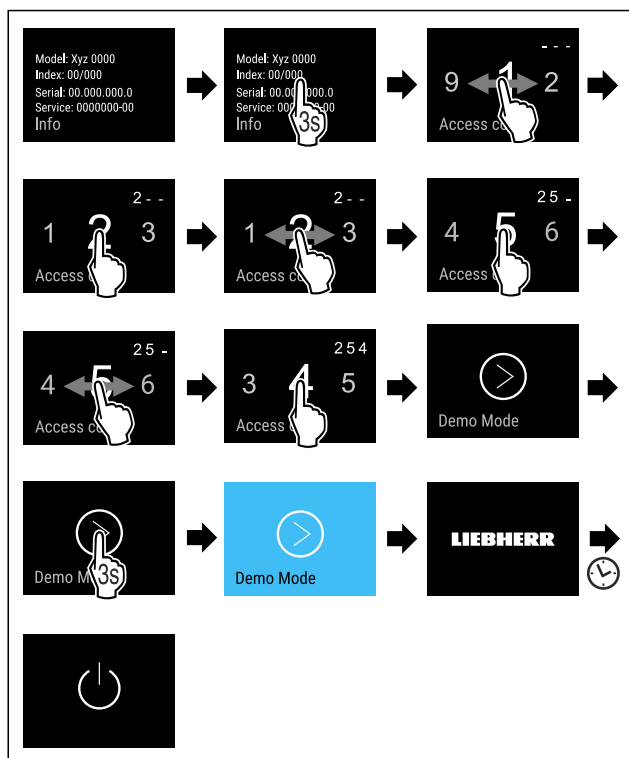 Model: Xyz 0000
Index: 00/000
Serial: 00.000.000.0
Service: 0000000-00
Info
Model: Xyz 0000
Index: 00/000
Serial: 00.000.0
Service: 00 -00
Info
3s
- - -
9 1 2
Access
2 - -
1 2 3
Access
2 - -
1 2 3
Access
2 5 -
4 5 6
Access
2 5 -
4 5 6
Access
2 5 4
3 4 5
Access
Demo Mode
Demo
3s
Demo Mode
LIEBHERR